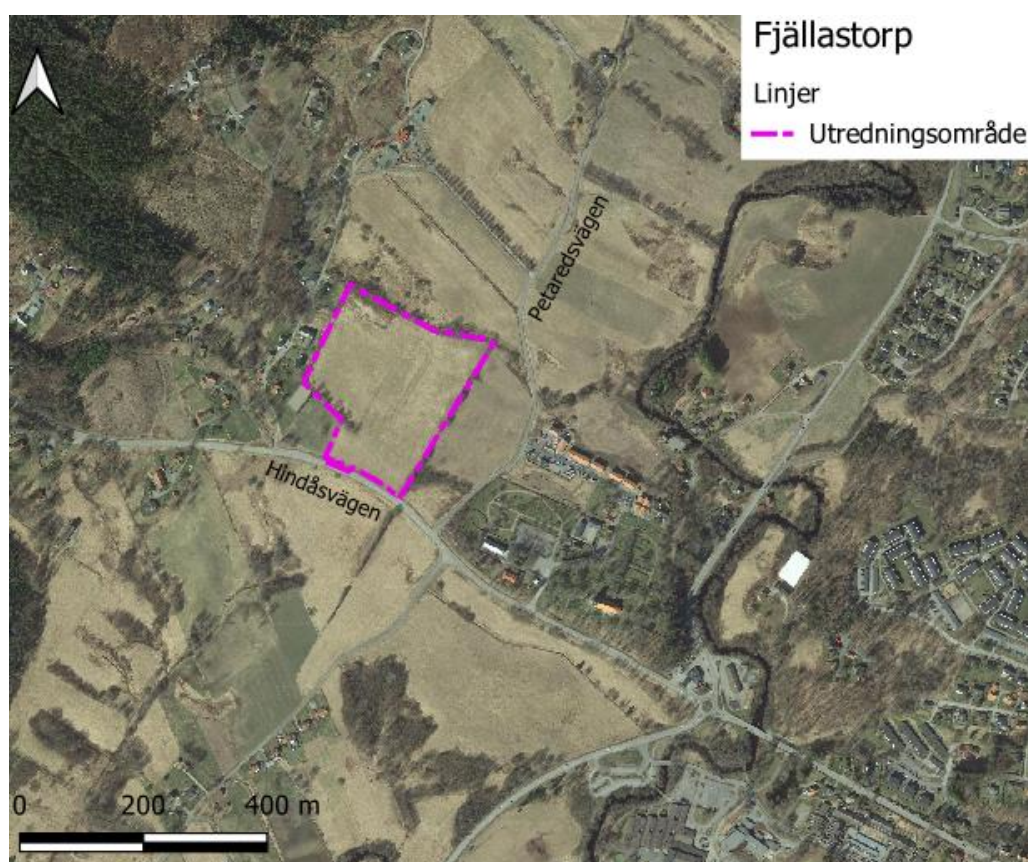 Fjällastorp
Linjer
Utredningsområde
Petaredsvägen
Hindåsvägen
0 200 400 m